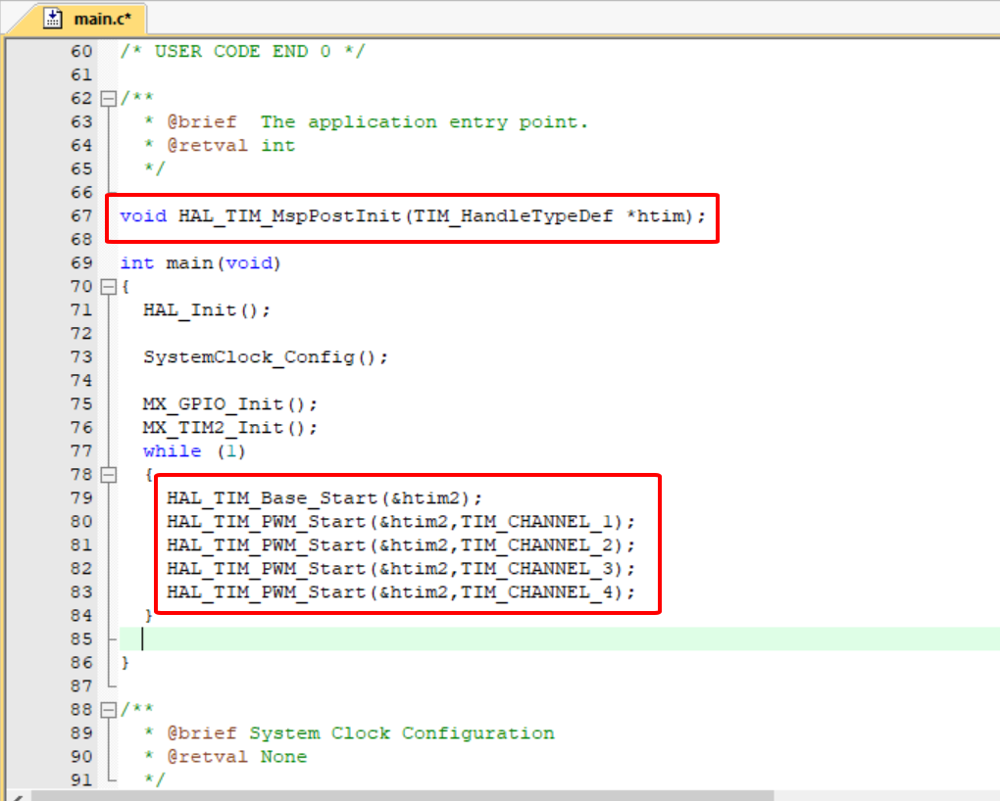 main.c*
60 /* USER CODE END 0 */
61
62 /**
63   * @brief  The application entry point.
64   * @retval int
65   */
66
67 void HAL_TIM_MspPostInit(TIM_HandleTypeDef *htim);
68
69 int main(void)
70 {
71   HAL_Init();
72
73   SystemClock_Config();
74
75   MX_GPIO_Init();
76   MX_TIM2_Init();
77   while (1)
78   {
79     HAL_TIM_Base_Start(&htim2);
80     HAL_TIM_PWM_Start(&htim2,TIM_CHANNEL_1);
81     HAL_TIM_PWM_Start(&htim2,TIM_CHANNEL_2);
82     HAL_TIM_PWM_Start(&htim2,TIM_CHANNEL_3);
83     HAL_TIM_PWM_Start(&htim2,TIM_CHANNEL_4);
84   }
85
86 }
87
88 /**
89   * @brief System Clock Configuration
90   * @retval None
91   */